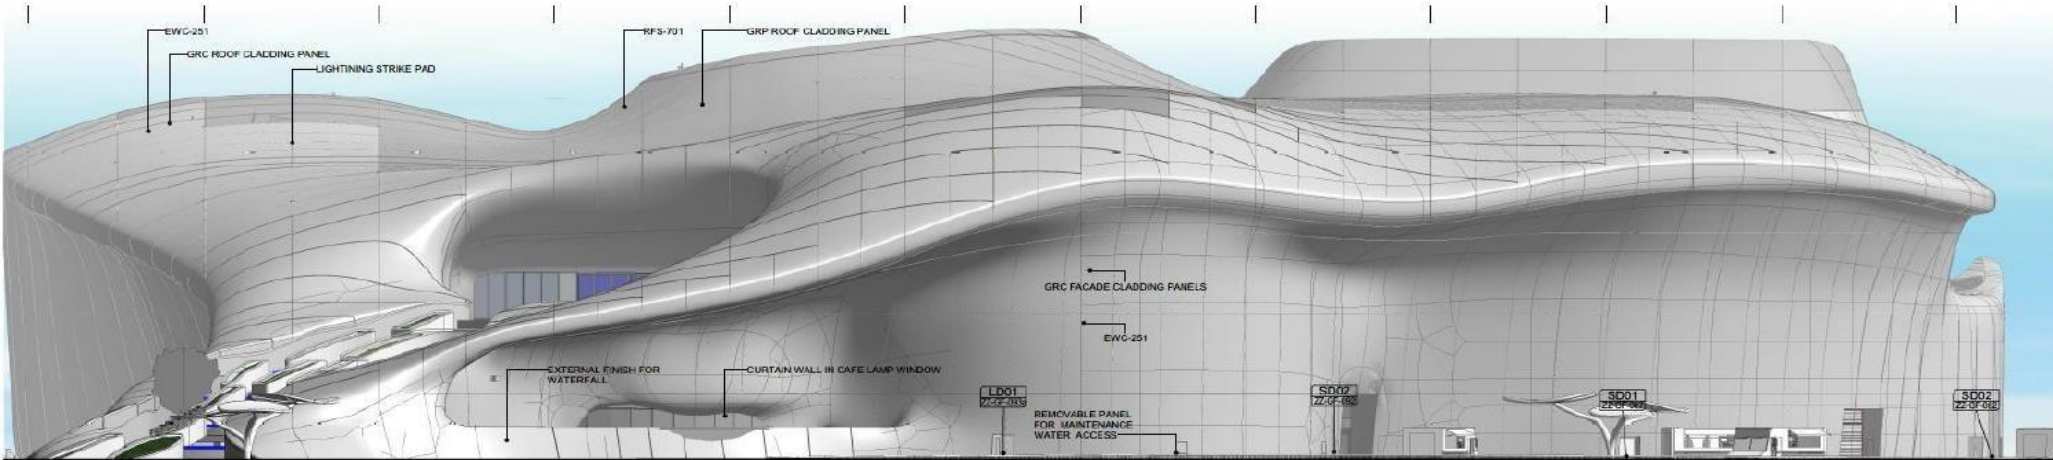 EWC-251
RFS-701
GRP ROOF CLADDING PANEL
GRC ROOF CLADDING PANEL
LIGHTINING STRIKE PAD
GRC FACADE CLADDING PANELS
EWC-251
EXTERNAL FINISH FOR
WATERFALL
CURTAIN WALL IN CAFE LAMP WINDOW
LD01
SD02
SD01
SD02
REMOVABLE PANEL
FOR MAINTENANCE
WATER ACCESS